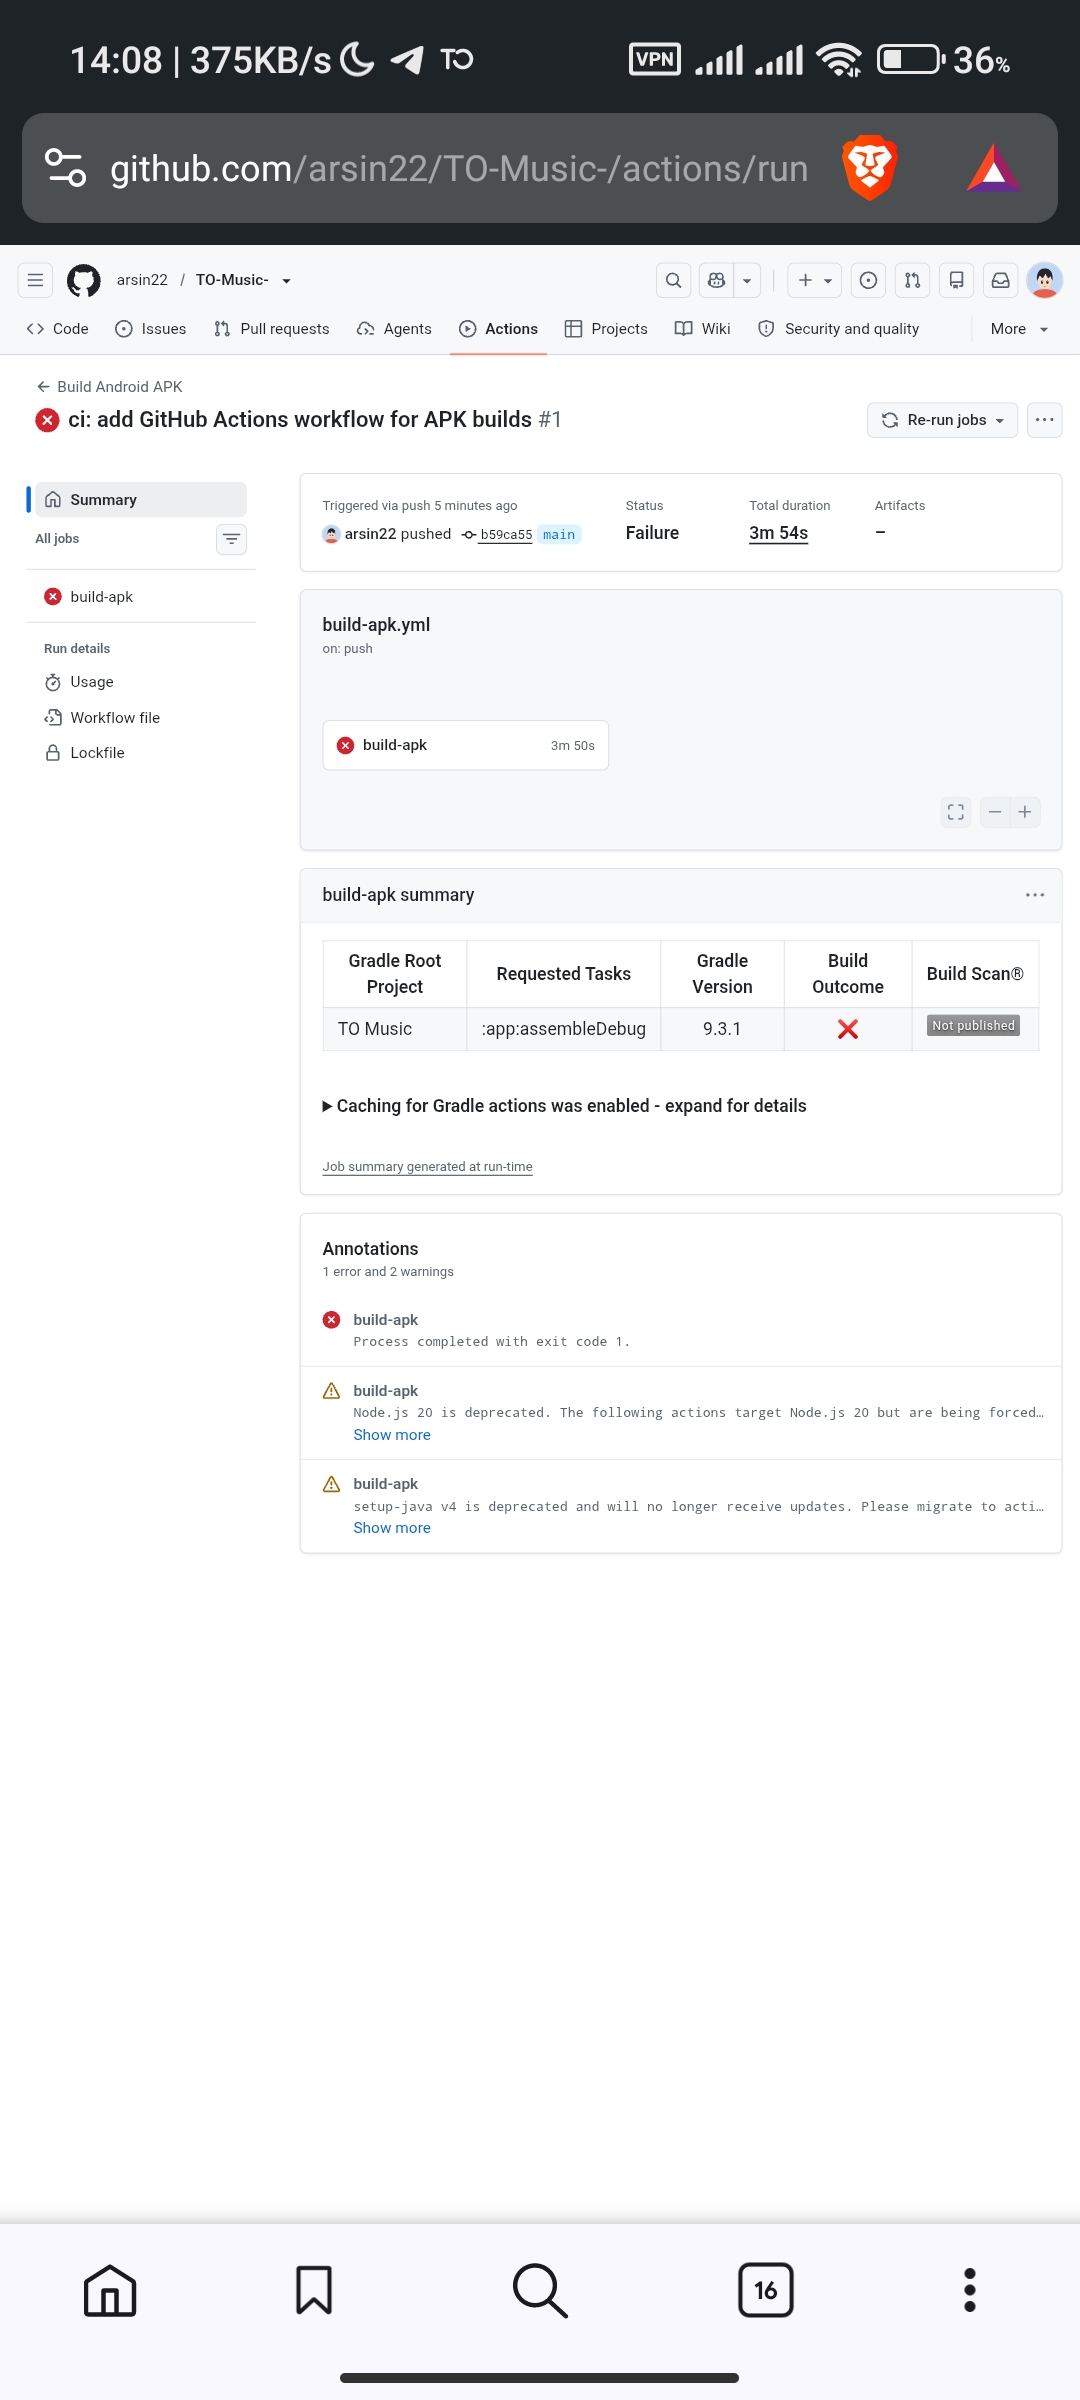 14:08 | 375KB/s TO VPN 36%
github.com/arsin22/TO-Music-/actions/run
arsin22 / TO-Music-
Code Issues Pull requests Agents Actions Projects Wiki Security and quality More
Build Android APK
ci: add GitHub Actions workflow for APK builds #1
Re-run jobs
Summary
All jobs
build-apk
Run details
Usage
Workflow file
Lockfile
Triggered via push 5 minutes ago
arsin22 pushed b59ca55 main
Status
Failure
Total duration
3m 54s
Artifacts
–
build-apk.yml
on: push
build-apk 3m 50s
build-apk summary
Gradle Root Project Requested Tasks Gradle Version Build Outcome Build Scan®
TO Music :app:assembleDebug 9.3.1 ❌ Not published
Caching for Gradle actions was enabled - expand for details
Job summary generated at run-time
Annotations
1 error and 2 warnings
build-apk
Process completed with exit code 1.
build-apk
Node.js 20 is deprecated. The following actions target Node.js 20 but are being forced…
Show more
build-apk
setup-java v4 is deprecated and will no longer receive updates. Please migrate to acti…
Show more
16